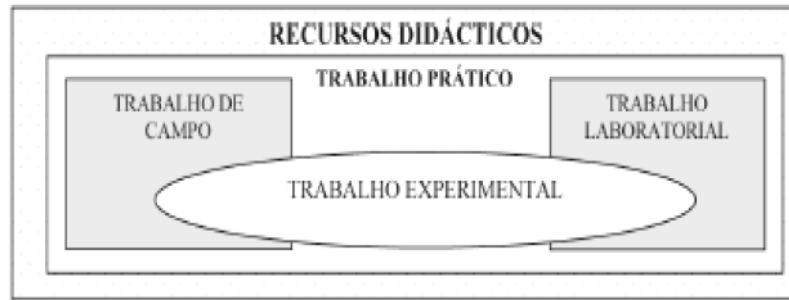 RECURSOS DIDÁCTICOS
TRABALHO PRÁTICO
TRABALHO DE
CAMPO
TRABALHO
LABORATORIAL
TRABALHO EXPERIMENTAL